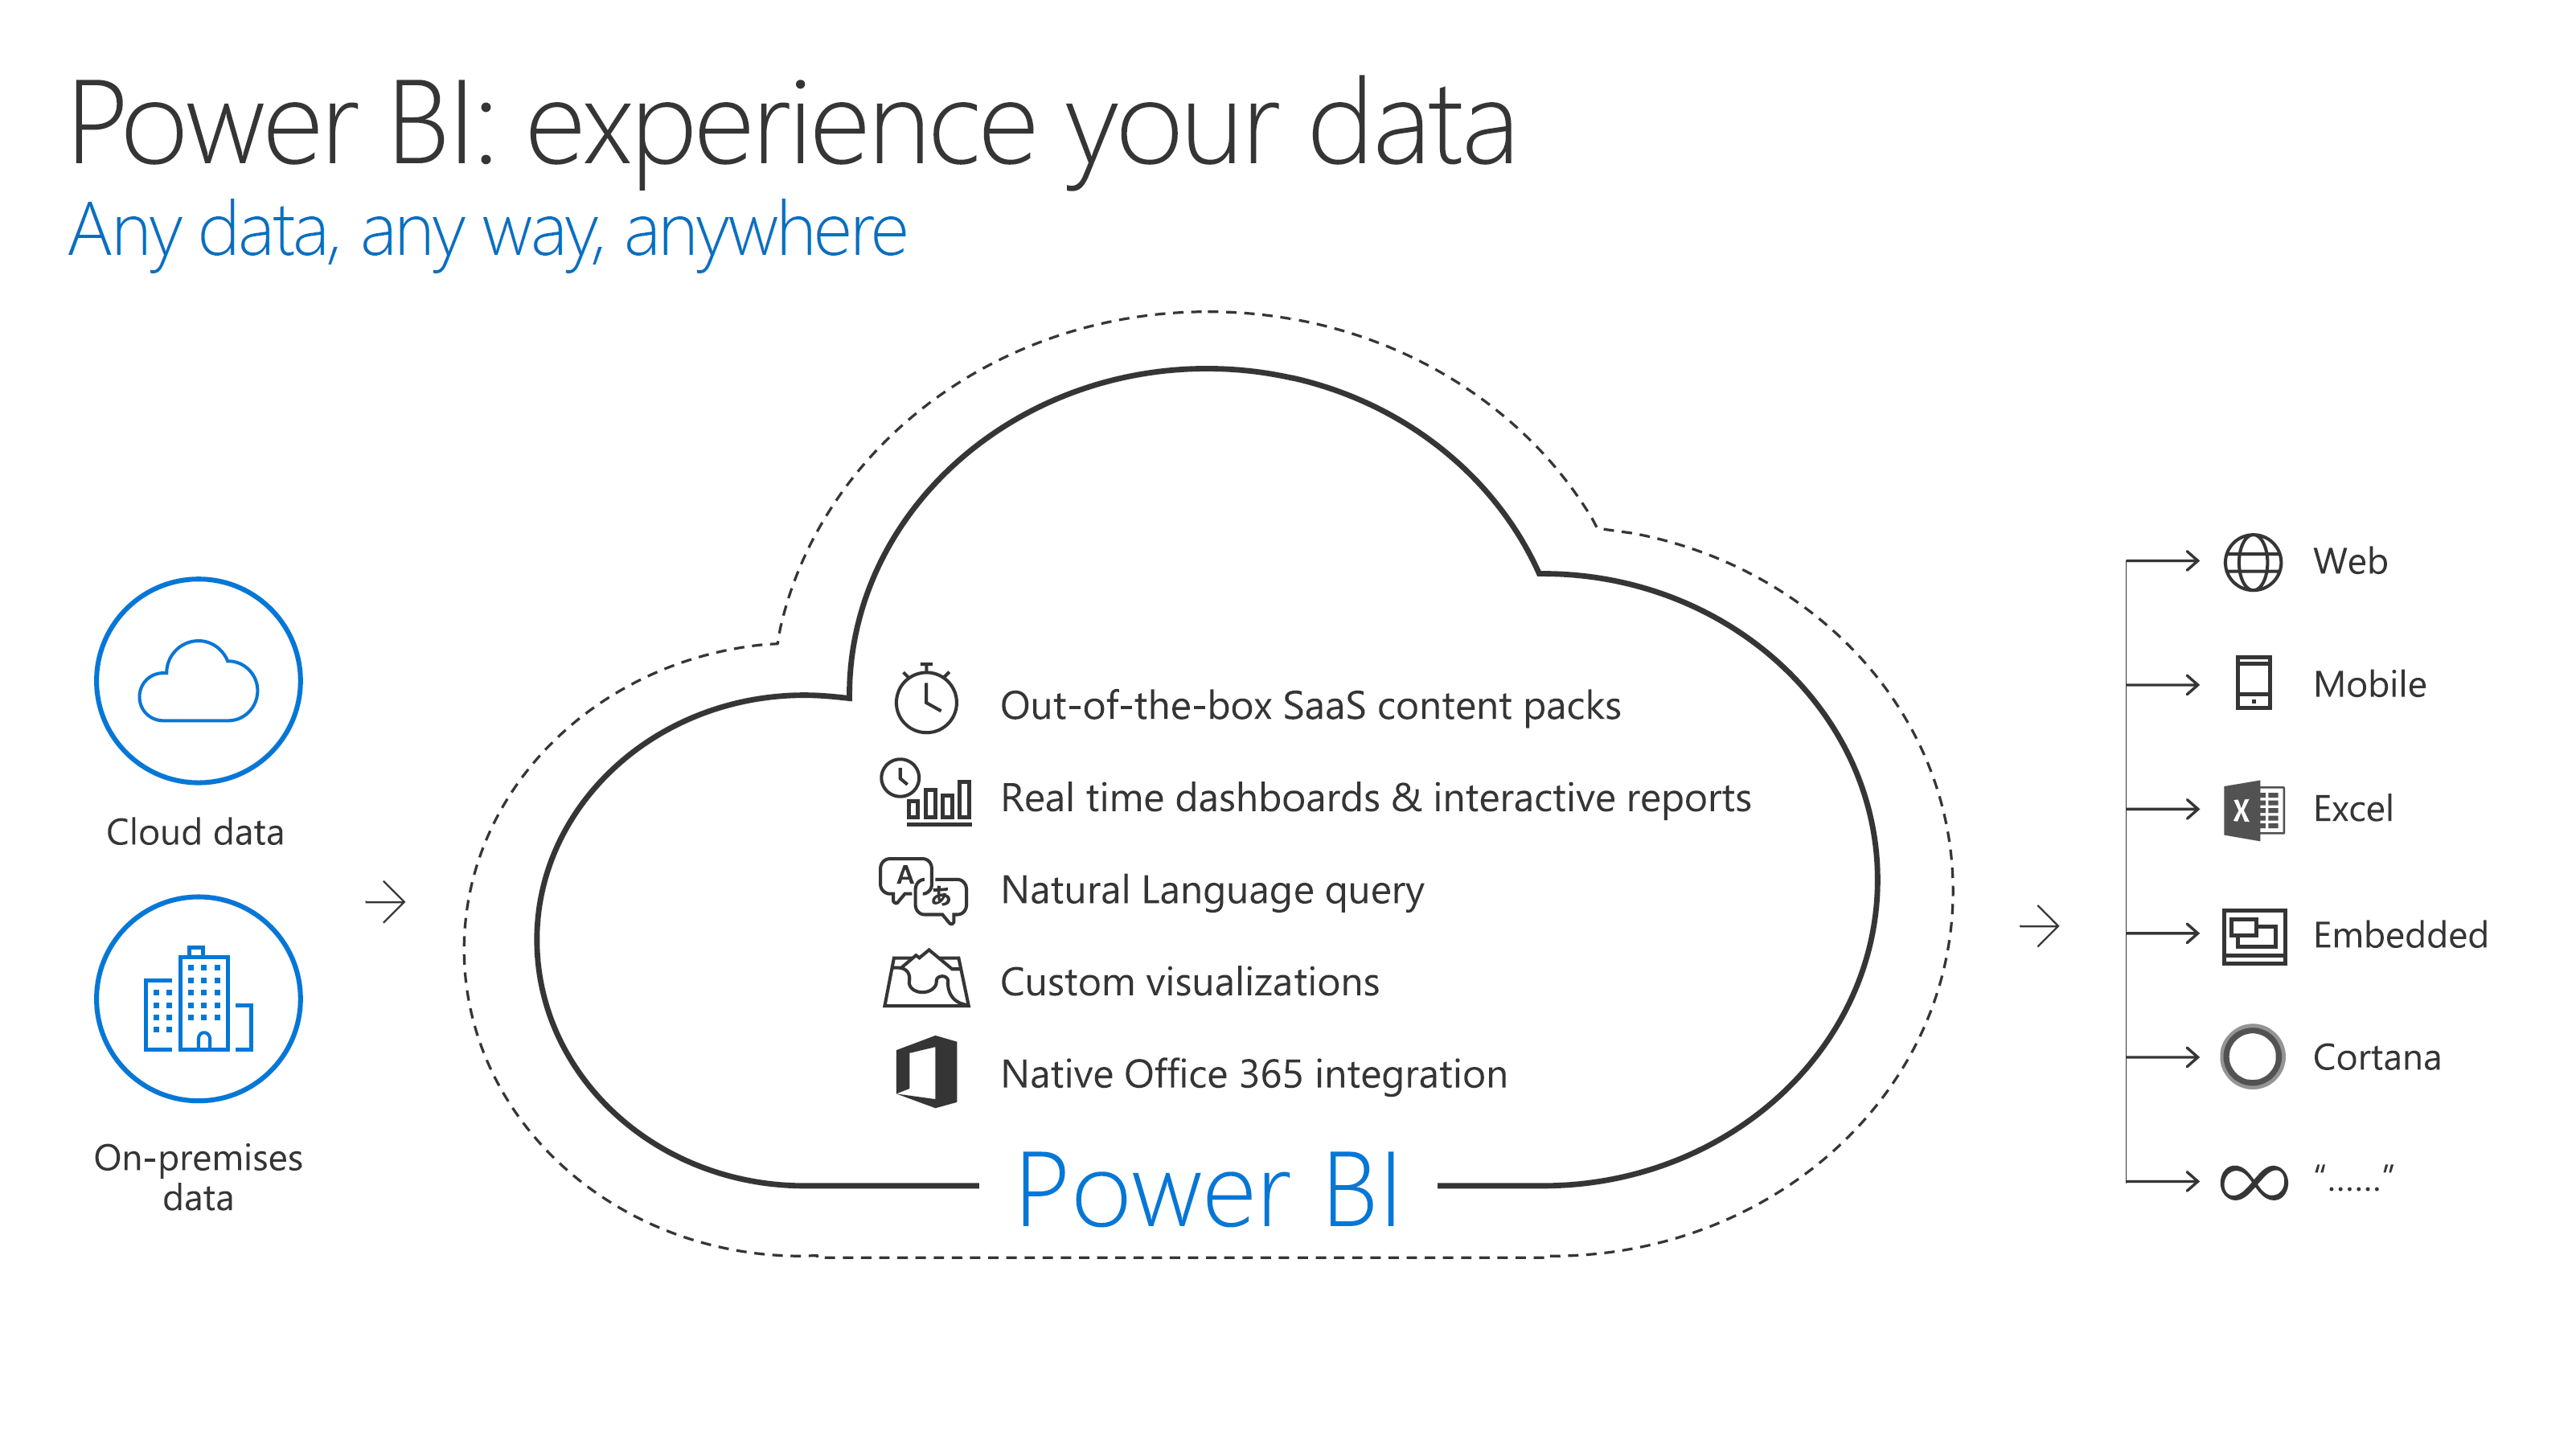 Power BI: experience your data
Any data, any way, anywhere
Cloud data
On-premises
data
Out-of-the-box SaaS content packs
Real time dashboards & interactive reports
A
あ
Natural Language query
Custom visualizations
Native Office 365 integration
Power BI
Web
Mobile
X
Excel
Embedded
Cortana
“......”